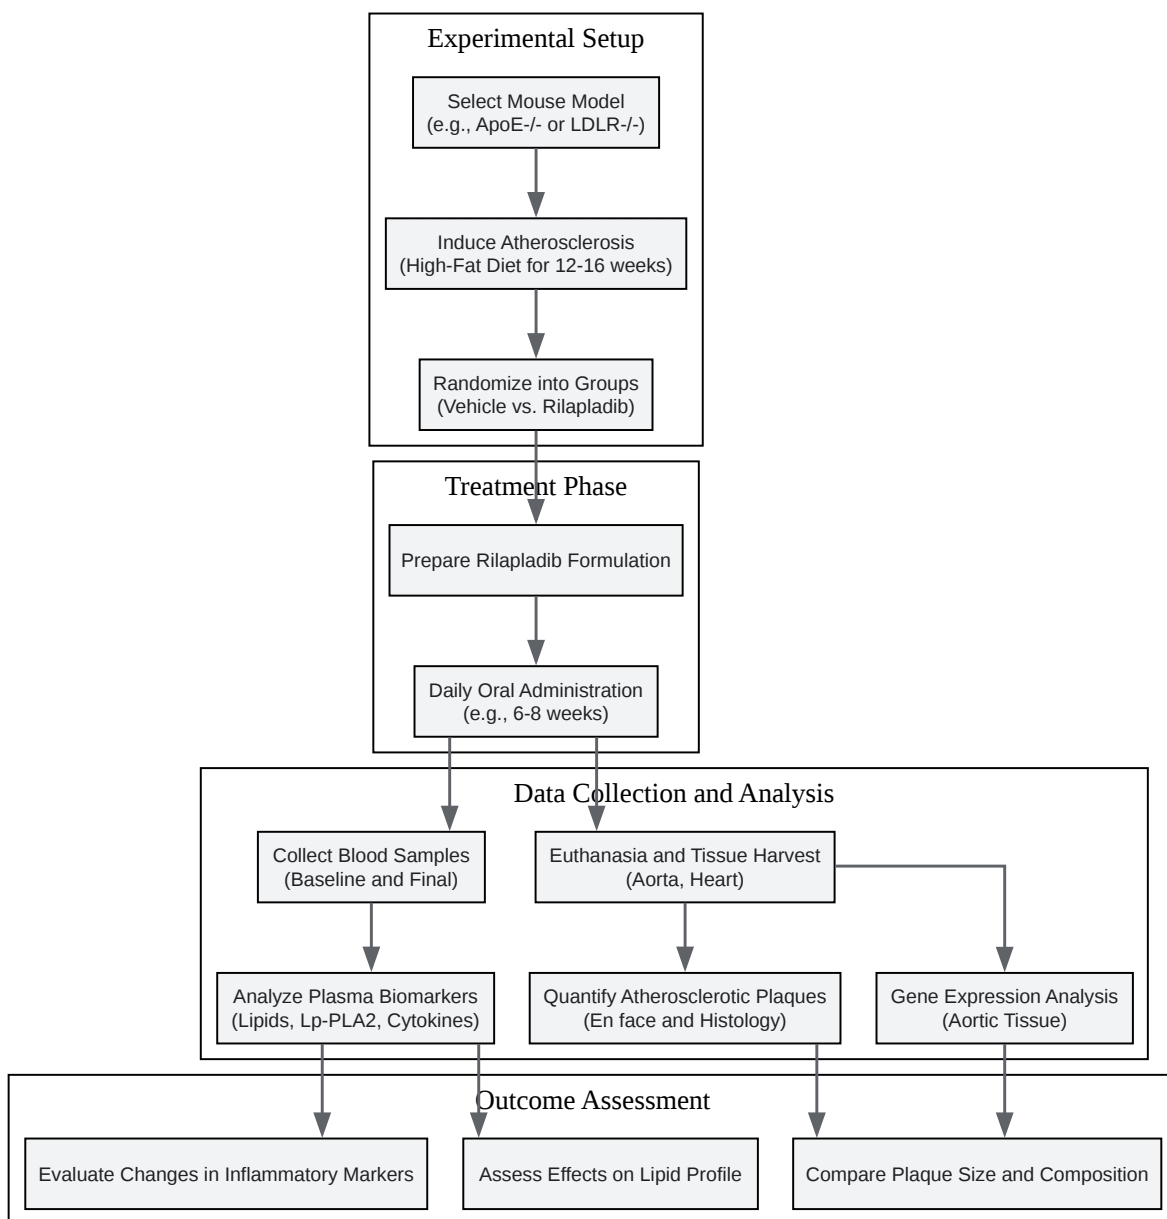 Experimental Setup
Select Mouse Model
(e.g., ApoE-/- or LDLR-/-)
Induce Atherosclerosis
(High-Fat Diet for 12-16 weeks)
Randomize into Groups
(Vehicle vs. Rilapladib)
Treatment Phase
Prepare Rilapladib Formulation
Daily Oral Administration
(e.g., 6-8 weeks)
Data Collection and Analysis
Collect Blood Samples
(Baseline and Final)
Euthanasia and Tissue Harvest
(Aorta, Heart)
Analyze Plasma Biomarkers
(Lipids, Lp-PLA2, Cytokines)
Quantify Atherosclerotic Plaques
(En face and Histology)
Gene Expression Analysis
(Aortic Tissue)
Outcome Assessment
Evaluate Changes in Inflammatory Markers
Assess Effects on Lipid Profile
Compare Plaque Size and Composition